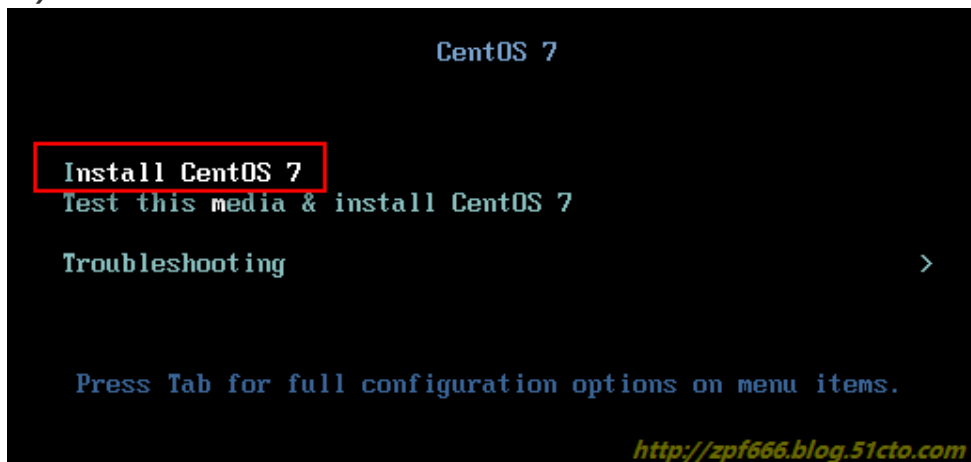 CentOS 7
Install CentOS 7
Test this media & install CentOS 7
Troubleshooting >
Press Tab for full configuration options on menu items.
http://zpf666.blog.51cto.com